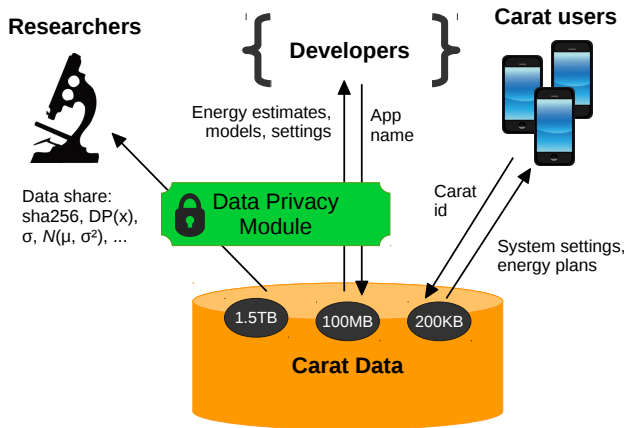 Researchers
Developers
Carat users
Energy estimates,
models, settings
App
name
Data share:
sha256, DP(x),
σ, N(μ, σ²), ...
Data Privacy
Module
Carat
id
System settings,
energy plans
1.5TB
100MB
200KB
Carat Data